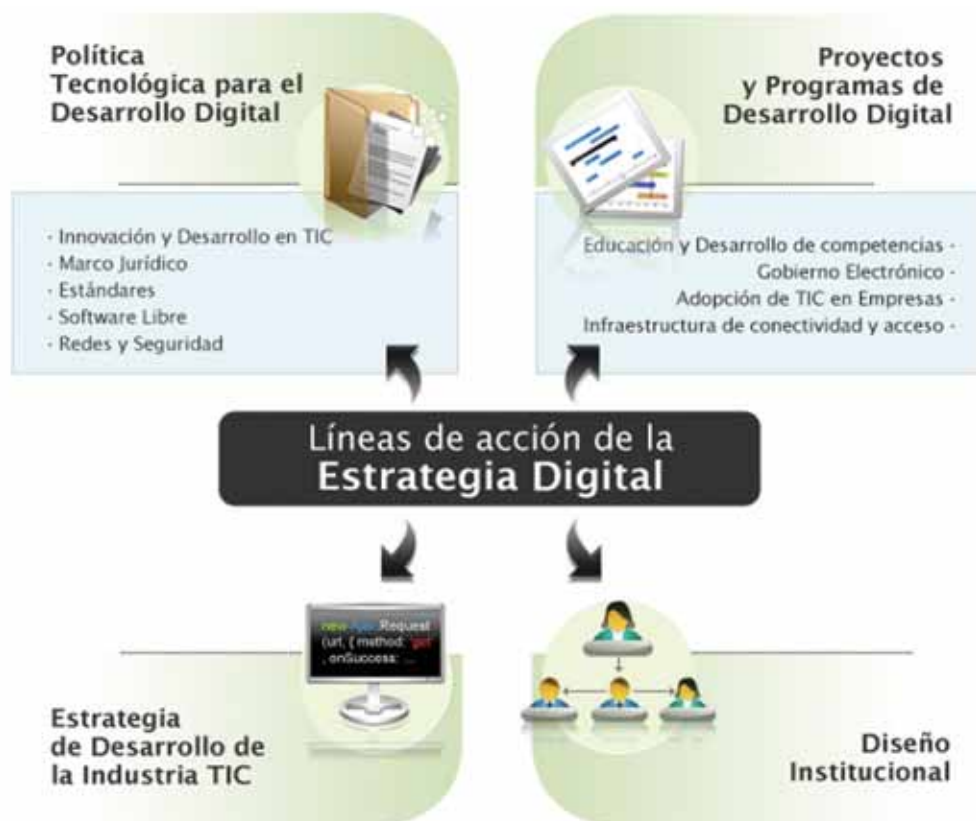 Política
Tecnológica para el
Desarrollo Digital
· Innovación y Desarrollo en TIC
· Marco Jurídico
· Estándares
· Software Libre
· Redes y Seguridad
Proyectos
y Programas de
Desarrollo Digital
Educación y Desarrollo de competencias ·
Gobierno Electrónico ·
Adopción de TIC en Empresas ·
Infraestructura de conectividad y acceso ·
Líneas de acción de la
Estrategia Digital
new Ajax.Request
(url, { method: 'get'
, onSuccess: ...
Estrategia
de Desarrollo de
la Industria TIC
Diseño
Institucional